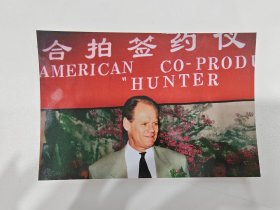 合拍签约仪
AMERICAN CO-PRODU
"HUNTER